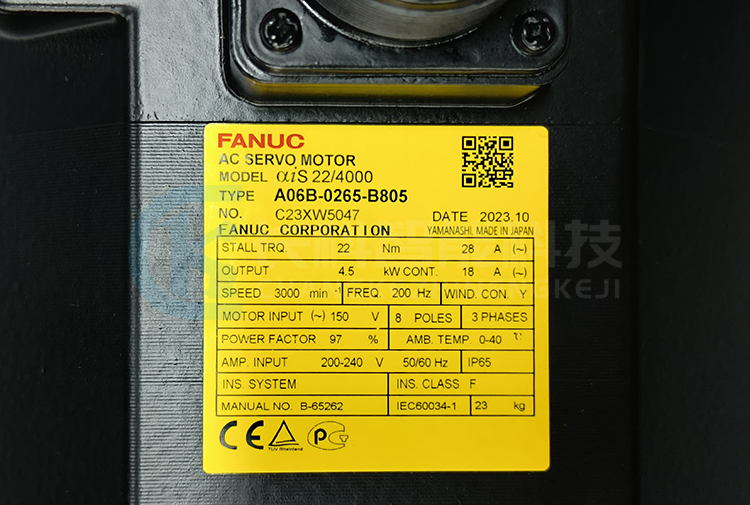 FANUC
AC SERVO MOTOR
MODEL αiS 22/4000
TYPE A06B-0265-B805
NO. C23XW5047 DATE 2023.10
FANUC CORPORATION YAMANASHI, MADE IN JAPAN
STALL TRQ. 22 Nm 28 A (~)
OUTPUT 4.5 kW CONT. 18 A (~)
SPEED 3000 min⁻¹ FREQ. 200 Hz WIND. CON. Y
MOTOR INPUT (~) 150 V 8 POLES 3 PHASES
POWER FACTOR 97 % AMB. TEMP. 0-40 ℃
AMP. INPUT 200-240 V 50/60 Hz IP65
INS. SYSTEM INS. CLASS F
MANUAL NO. B-65262 IEC60034-1 23 kg
CE TUV Rheinland PC